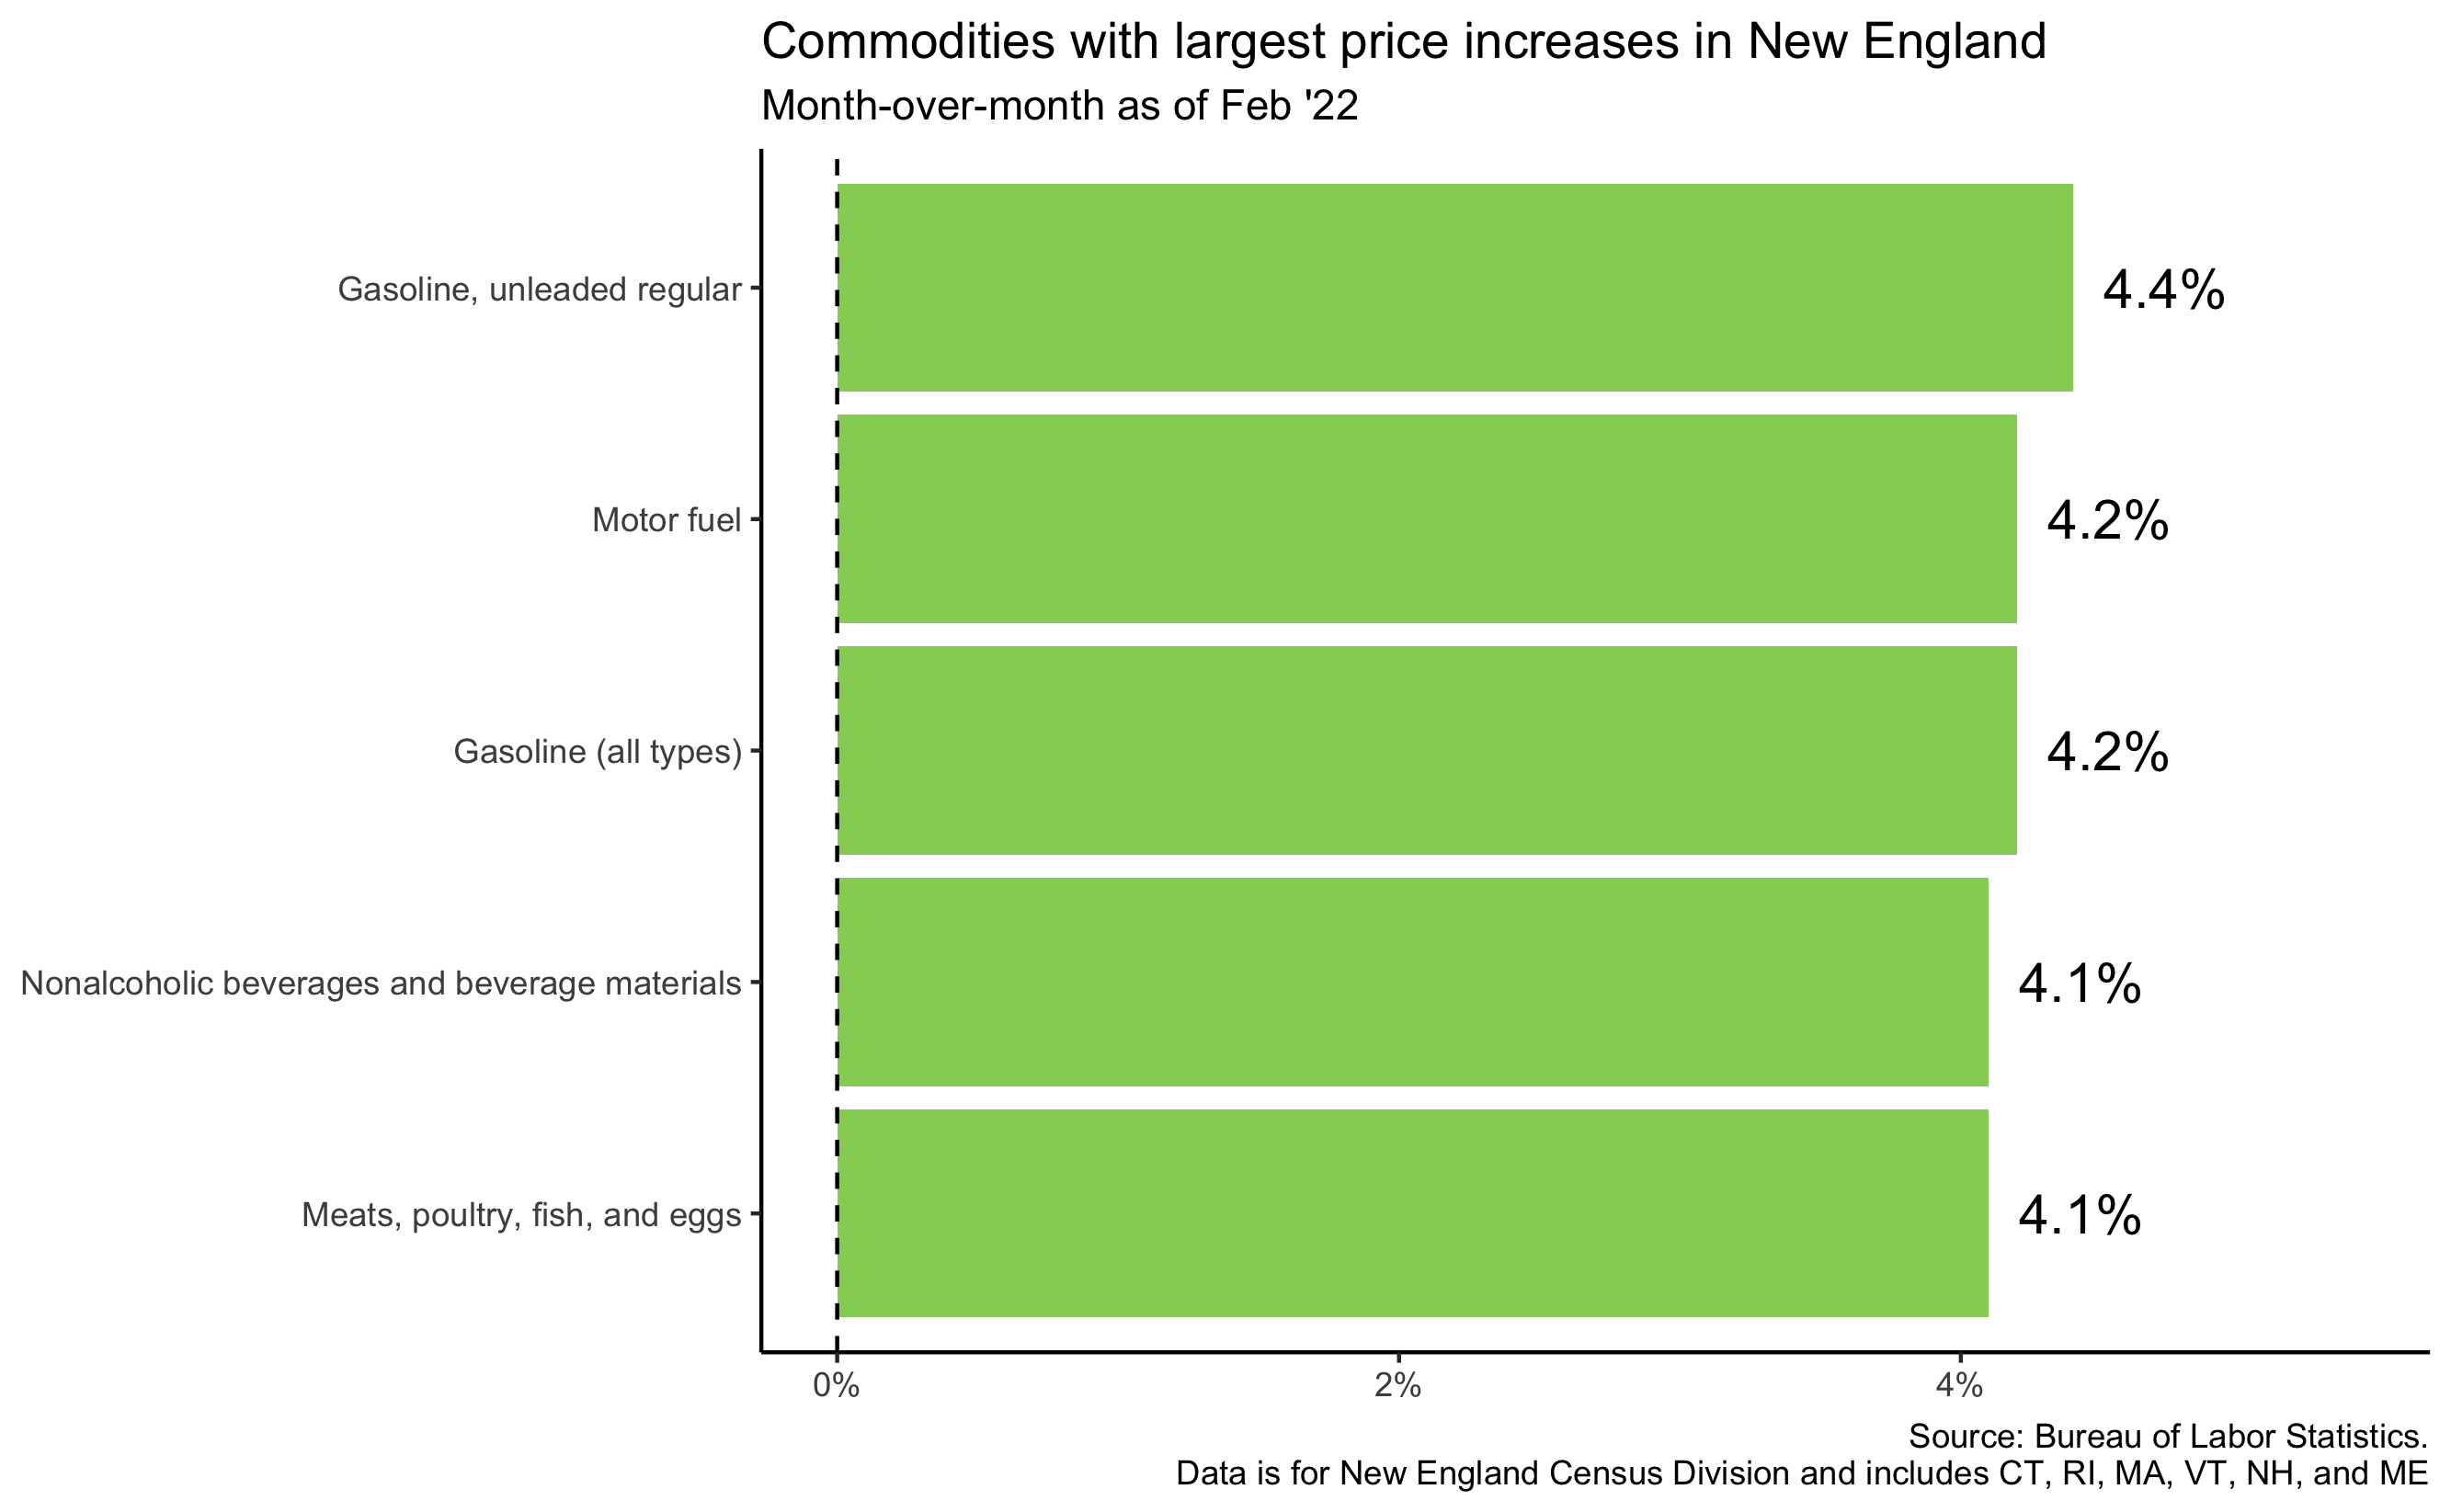 Commodities with largest price increases in New England
Month-over-month as of Feb '22
Gasoline, unleaded regular
4.4%
Motor fuel
4.2%
Gasoline (all types)
4.2%
Nonalcoholic beverages and beverage materials
4.1%
Meats, poultry, fish, and eggs
4.1%
0%
2%
4%
Source: Bureau of Labor Statistics.
Data is for New England Census Division and includes CT, RI, MA, VT, NH, and ME